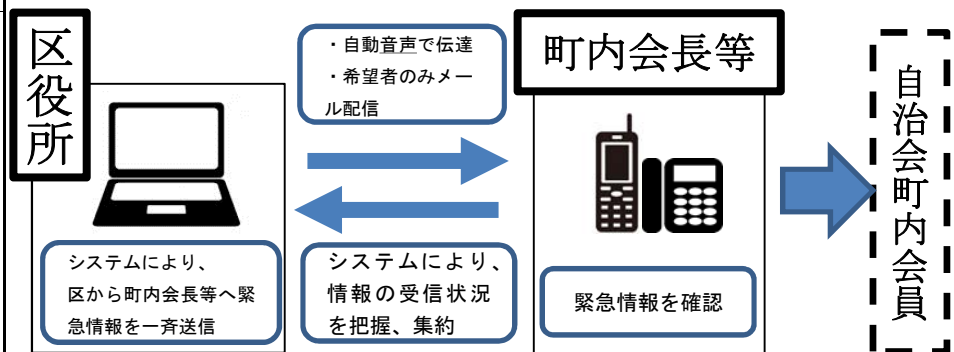 区役所
・自動音声で伝達
・希望者のみメー
ル配信
町内会長等
自治会町内会員
システムにより、
区から町内会長等へ緊
急情報を一斉送信
システムにより、
情報の受信状況
を把握、集約
緊急情報を確認